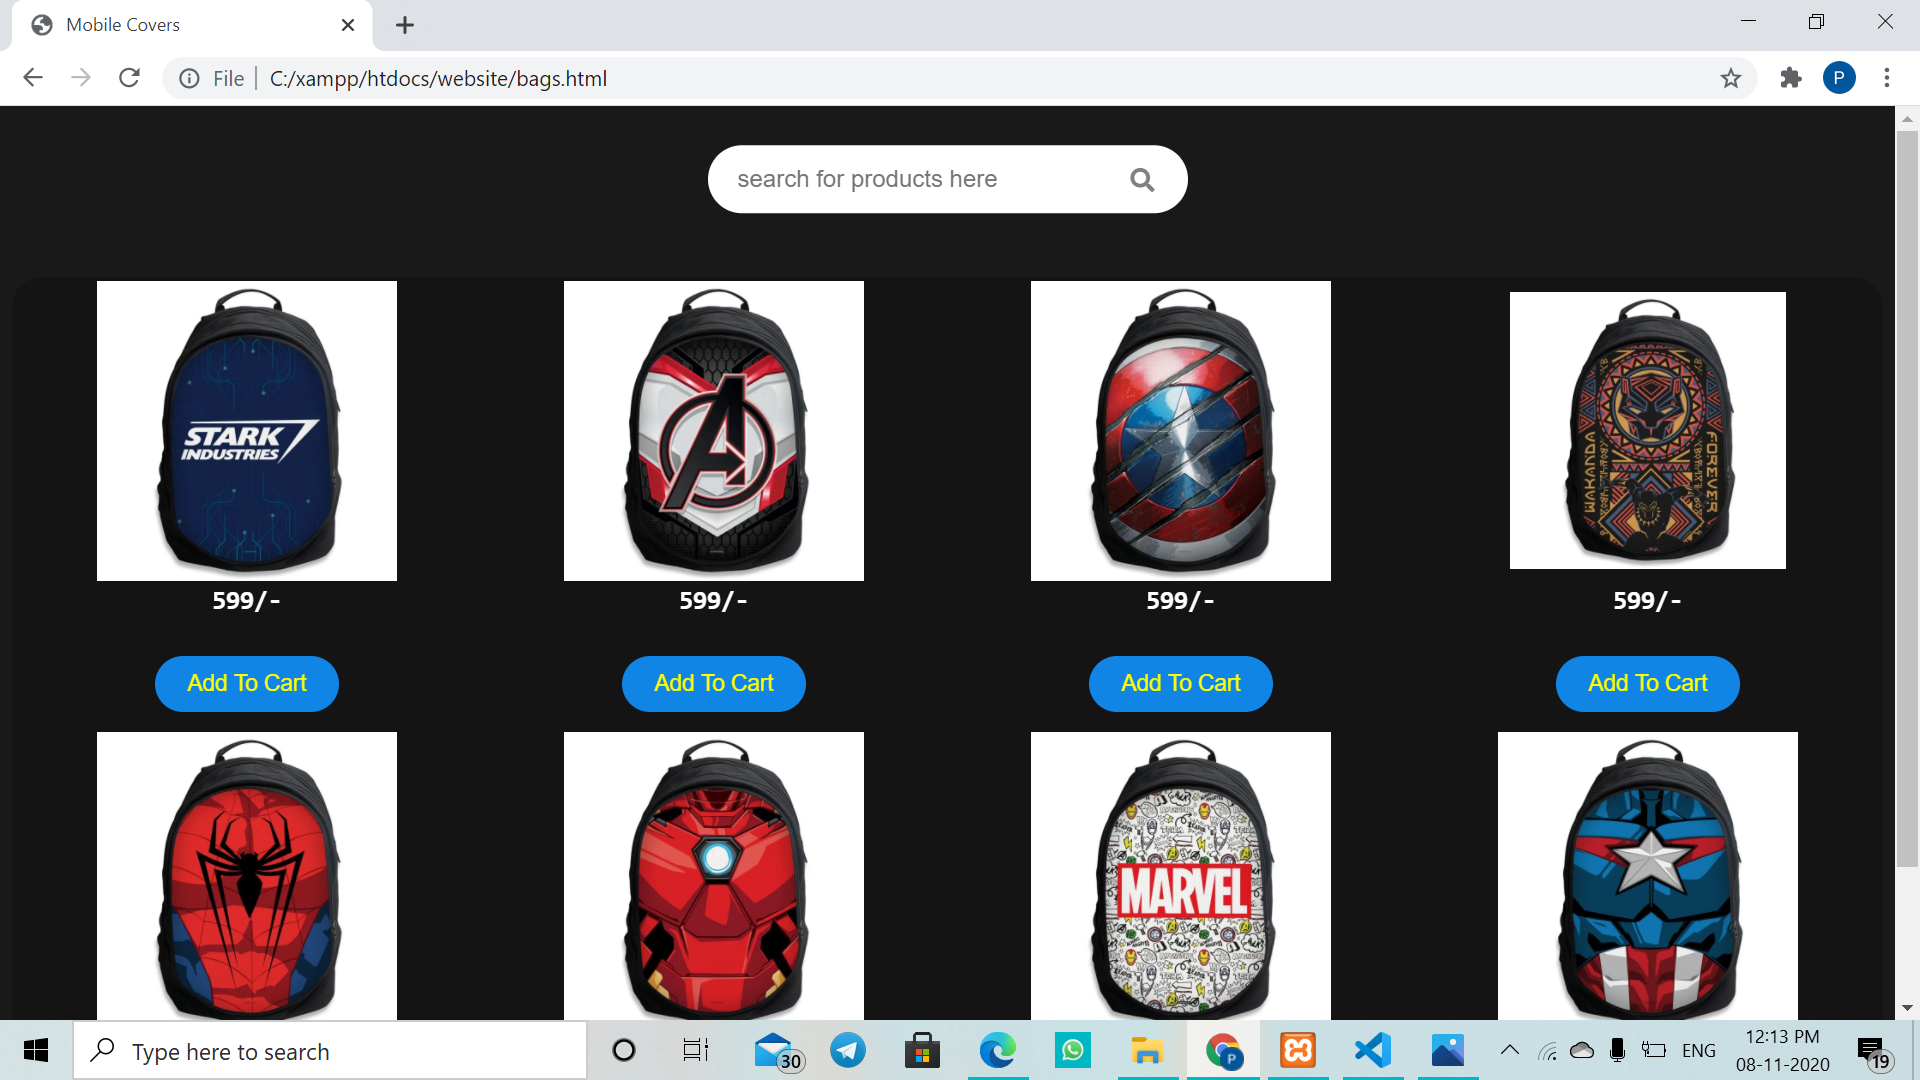 Mobile Covers
File
C:/xampp/htdocs/website/bags.html
P
search for products here
STARK
INDUSTRIES
A
WAKANDA
FOREVER
599/-
599/-
599/-
599/-
Add To Cart
Add To Cart
Add To Cart
Add To Cart
MARVEL
Type here to search
30
P
ENG
12:13 PM
08-11-2020
19